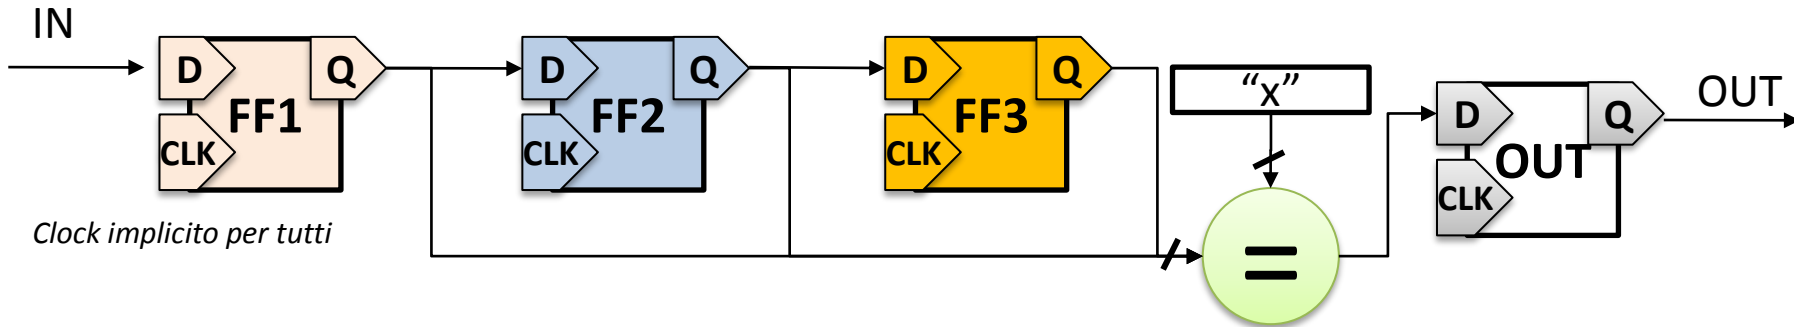 IN
D
Q
FF1
CLK
D
Q
FF2
CLK
D
Q
FF3
CLK
“x”
=
D
Q
OUT
CLK
OUT
Clock implicito per tutti